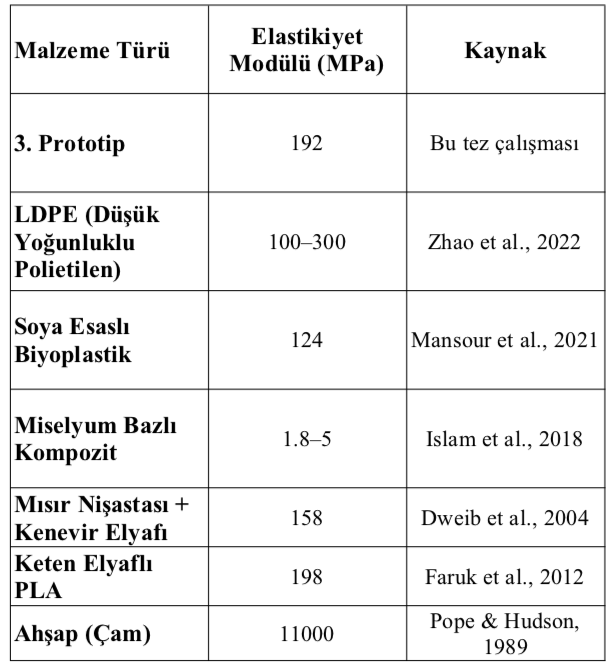 Malzeme Türü
Elastikiyet
Modülü (MPa)
Kaynak
3. Prototip
192
Bu tez çalışması
LDPE (Düşük
Yoğunluklu
Polietilen)
100–300
Zhao et al., 2022
Soya Esaslı
Biyoplastik
124
Mansour et al., 2021
Miselyum Bazlı
Kompozit
1.8–5
Islam et al., 2018
Mısır Nişastası +
Kenevir Elyafı
158
Dweib et al., 2004
Keten Elyaflı
PLA
198
Faruk et al., 2012
Ahşap (Çam)
11000
Pope & Hudson,
1989